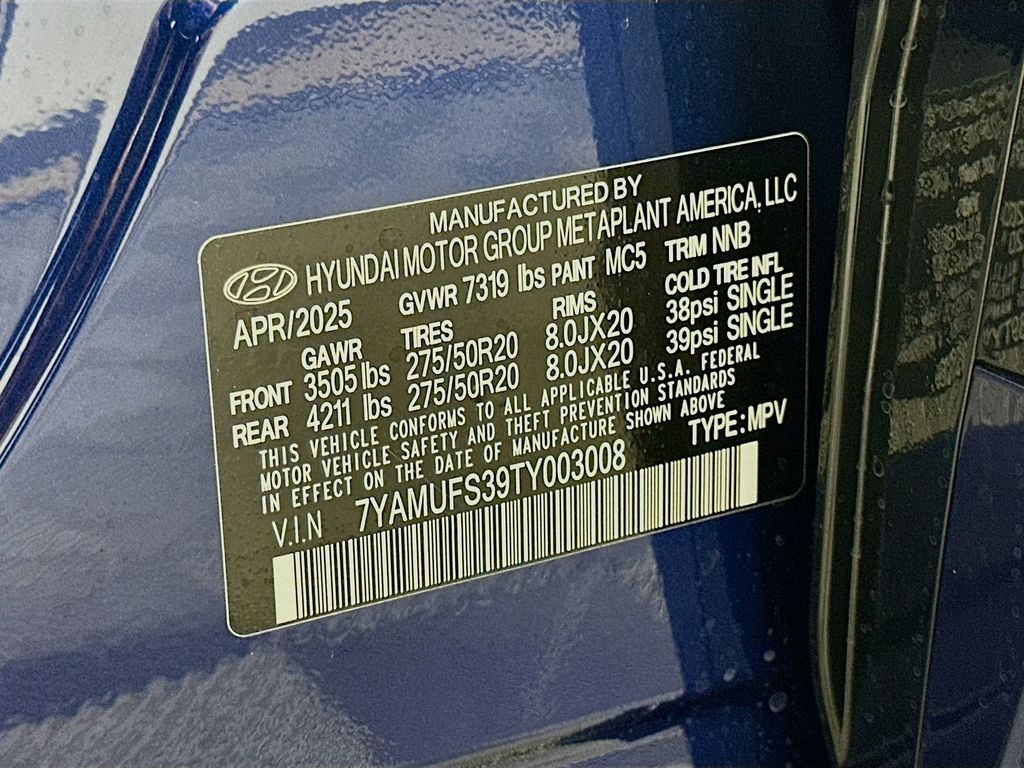 MANUFACTURED BY
HYUNDAI MOTOR GROUP METAPLANT AMERICA, LLC
APR/2025 GVWR 7319 lbs PAINT MC5 TRIM NNB
GAWR TIRES RIMS COLD TIRE INFL
FRONT 3505 lbs 275/50R20 8.0JX20 38psi SINGLE
REAR 4211 lbs 275/50R20 8.0JX20 39psi SINGLE
THIS VEHICLE CONFORMS TO ALL APPLICABLE U.S.A. FEDERAL
MOTOR VEHICLE SAFETY AND THEFT PREVENTION STANDARDS
IN EFFECT ON THE DATE OF MANUFACTURE SHOWN ABOVE
V.I.N 7YAMUFS39TY003008 TYPE:MPV